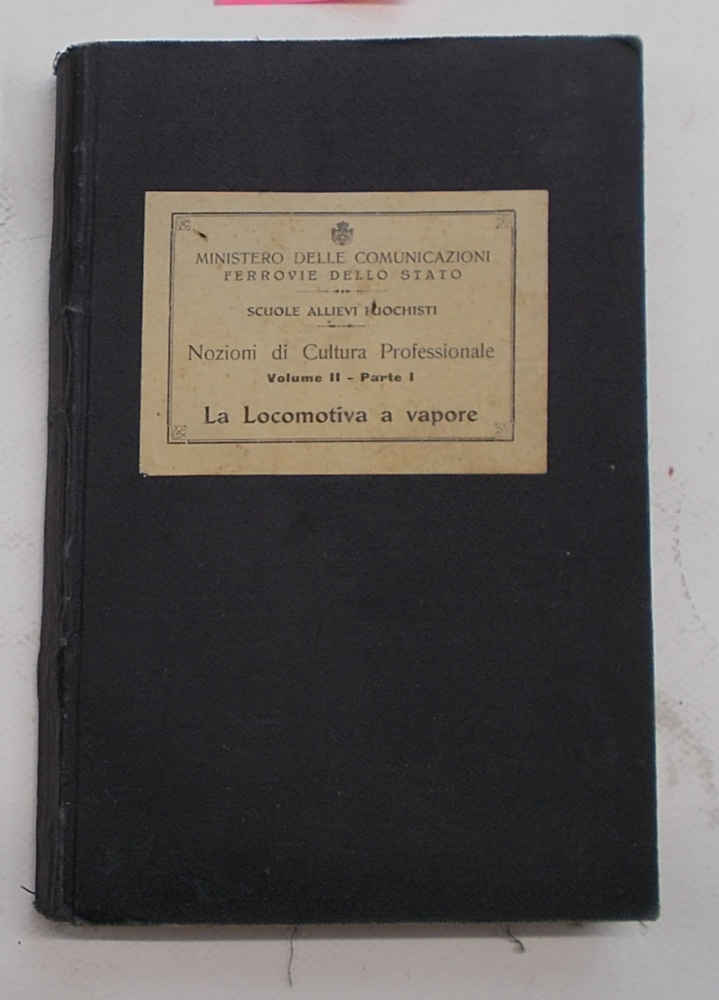 MINISTERO DELLE COMUNICAZIONI
FERROVIE DELLO STATO
SCUOLE ALLIEVI FUOCHISTI
Nozioni di Cultura Professionale
Volume II - Parte I
La Locomotiva a vapore